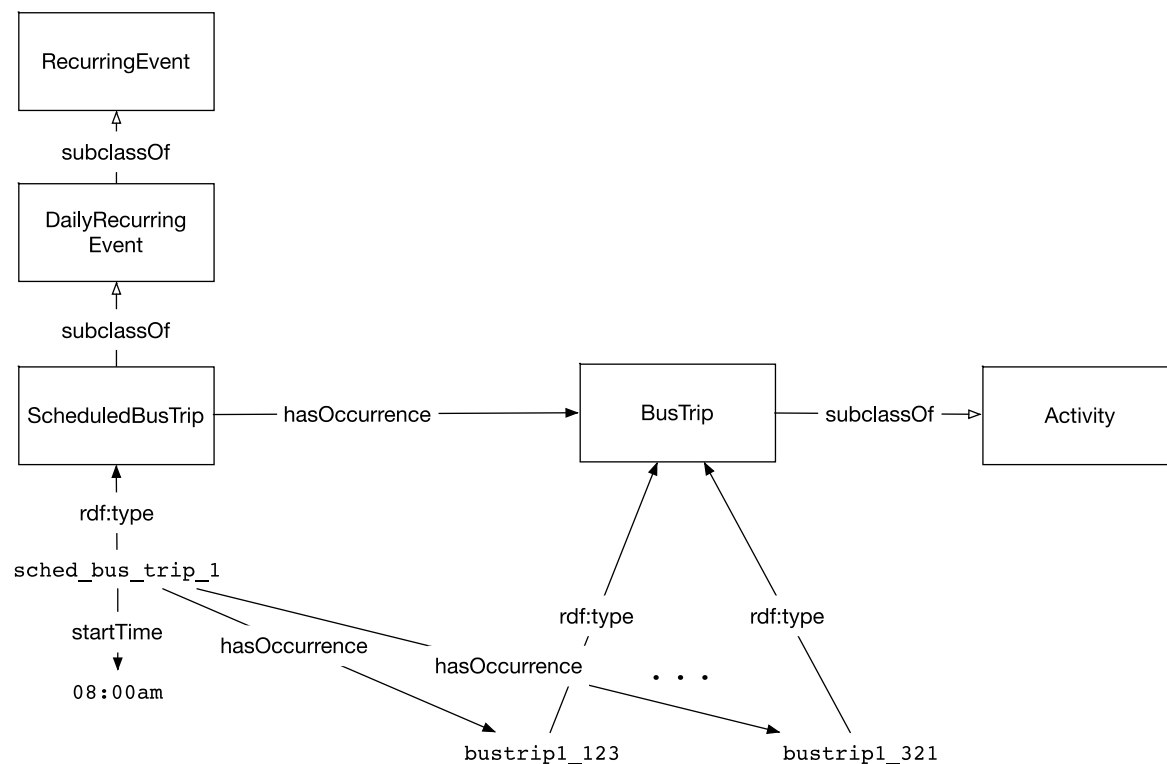 RecurringEvent
subclassOf
DailyRecurring
Event
subclassOf
ScheduledBusTrip
hasOccurrence
BusTrip
subclassOf
Activity
rdf:type
sched_bus_trip_1
startTime
08:00am
hasOccurrence
hasOccurrence
rdf:type
rdf:type
. . .
bustrip1_123
bustrip1_321